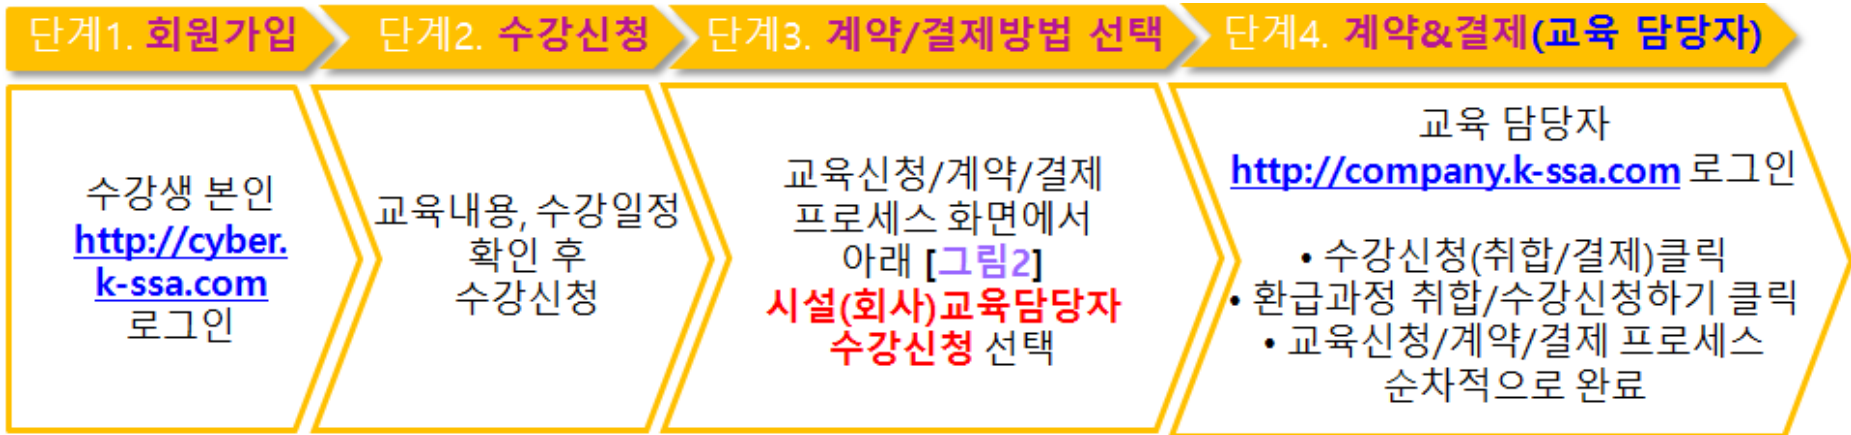 단계1. 회원가입
단계2. 수강신청
단계3. 계약/결제방법 선택
단계4. 계약&결제(교육 담당자)
수강생 본인
http://cyber.
k-ssa.com
로그인
교육내용, 수강일정
확인 후
수강신청
교육신청/계약/결제
프로세스 화면에서
아래 [그림2]
시설(회사)교육담당자
수강신청 선택
교육 담당자
http://company.k-ssa.com 로그인
• 수강신청(취합/결제)클릭
• 환급과정 취합/수강신청하기 클릭
• 교육신청/계약/결제 프로세스
순차적으로 완료